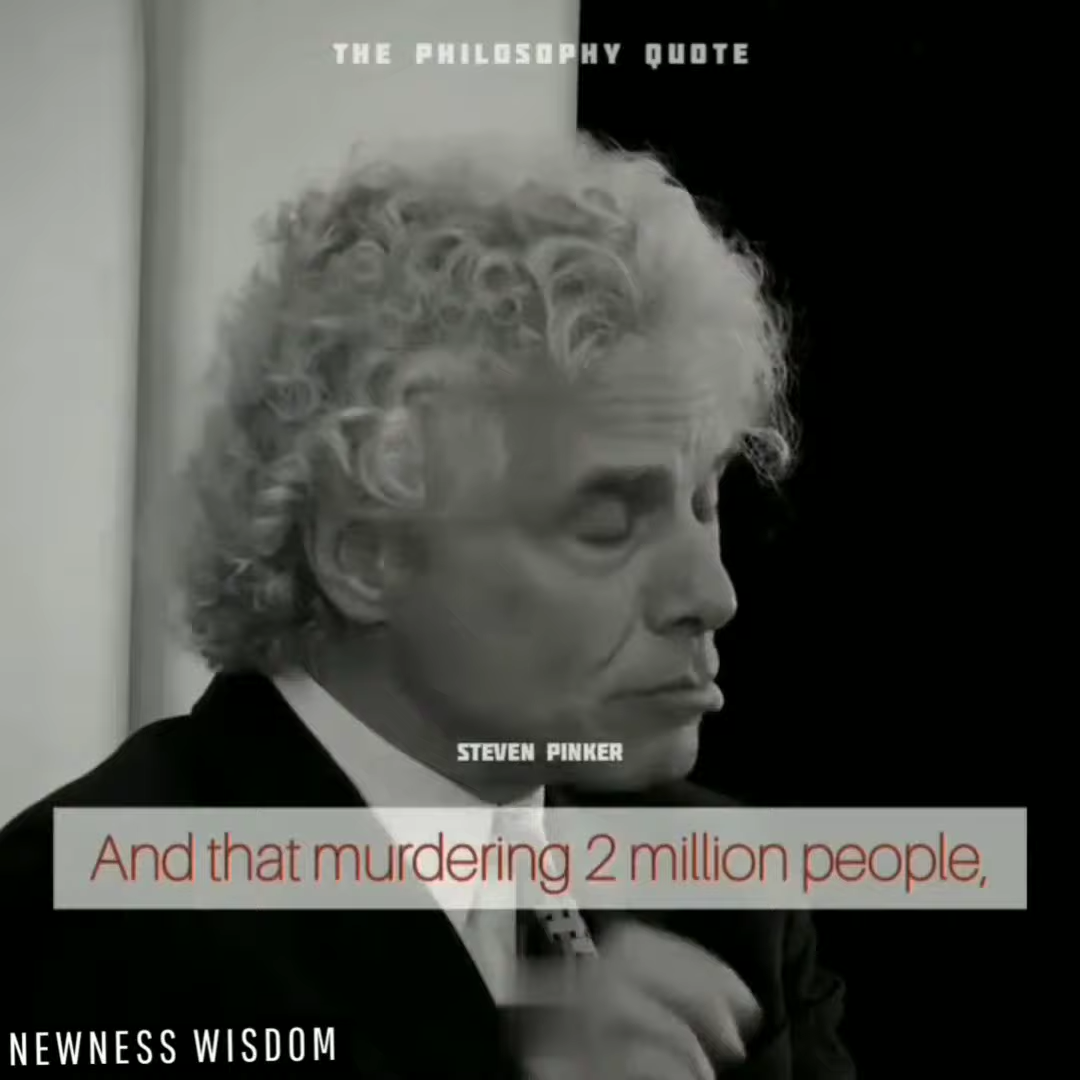 THE PHILOSOPHY QUOTE
STEVEN PINKER
And that murdering 2 million people,
NEWNESS WISDOM